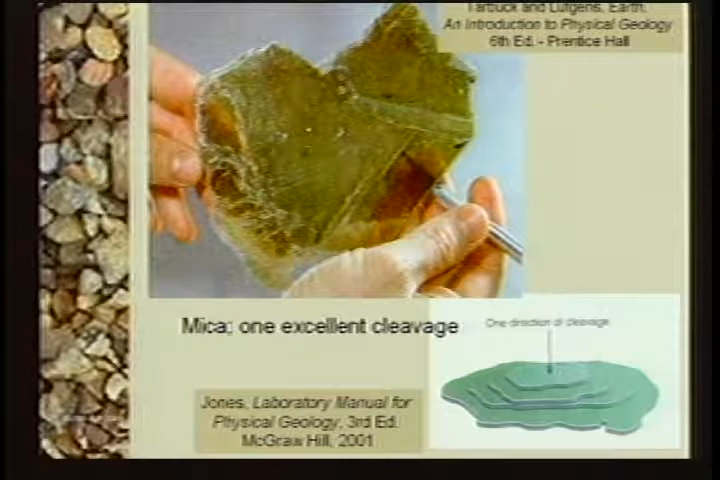 Tarbuck and Lutgens, Earth,
An Introduction to Physical Geology
6th Ed. - Prentice Hall
Mica; one excellent cleavage
One direction of cleavage
Jones, Laboratory Manual for
Physical Geology, 3rd Ed.
McGraw Hill, 2001